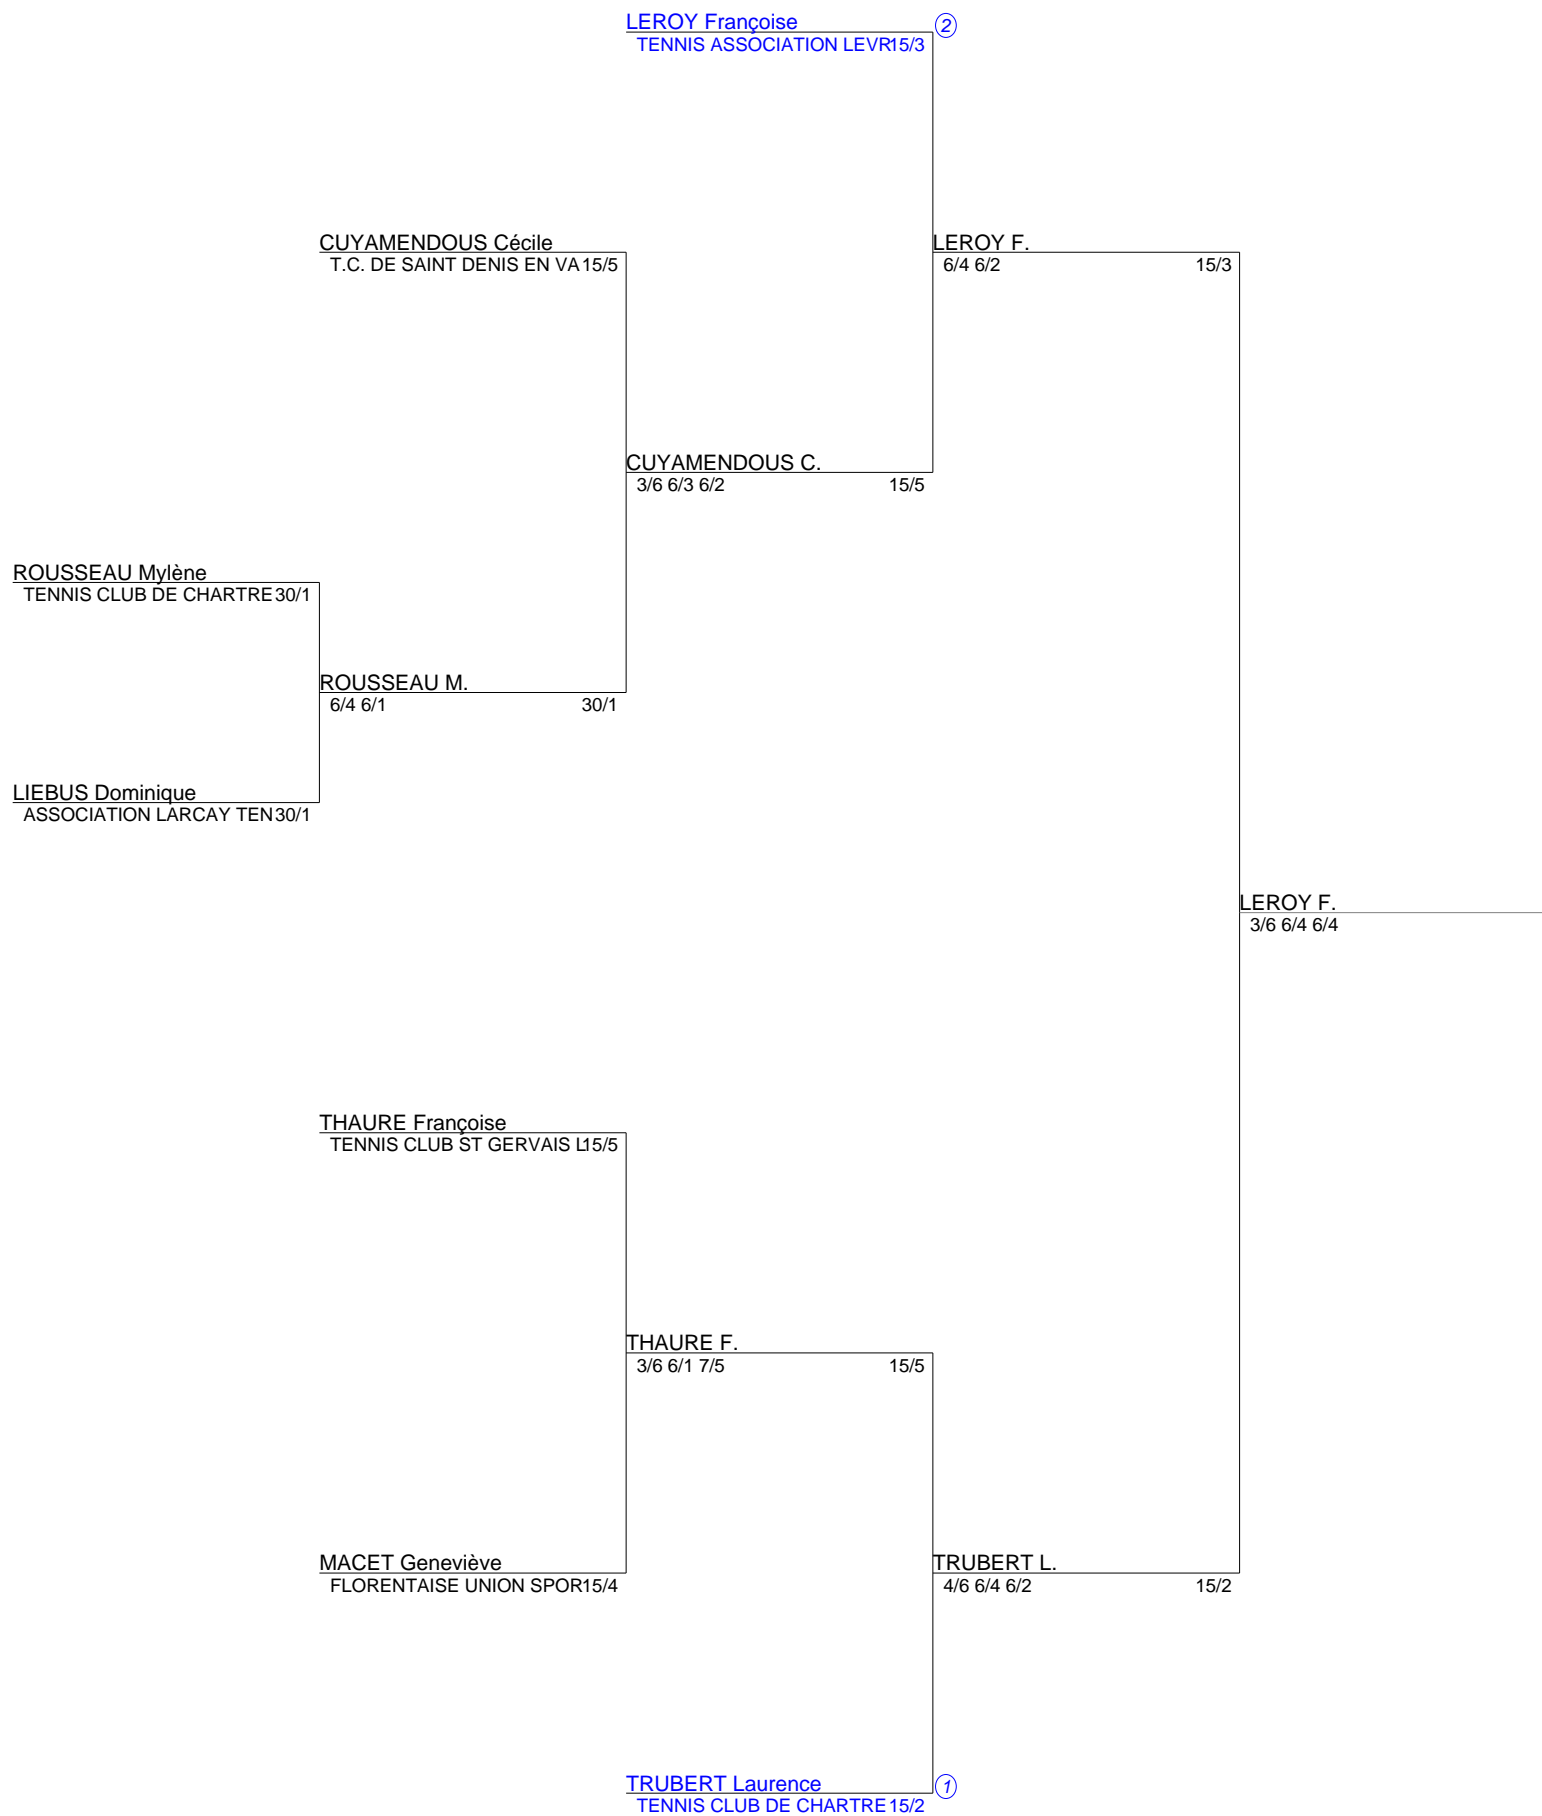 LEROY Françoise
2
TENNIS ASSOCIATION LEVR15/3
CUYAMENDOUS Cécile
T.C. DE SAINT DENIS EN VA 15/5
LEROY F.
6/4 6/2 15/3
CUYAMENDOUS C.
3/6 6/3 6/2 15/5
ROUSSEAU Mylène
TENNIS CLUB DE CHARTRE 30/1
ROUSSEAU M.
6/4 6/1 30/1
LIEBUS Dominique
ASSOCIATION LARCAY TEN 30/1
LEROY F.
3/6 6/4 6/4
THAURE Françoise
TENNIS CLUB ST GERVAIS L15/5
THAURE F.
3/6 6/1 7/5 15/5
MACET Geneviève
FLORENTAISE UNION SPOR15/4
TRUBERT L.
4/6 6/4 6/2 15/2
TRUBERT Laurence
1
TENNIS CLUB DE CHARTRE 15/2